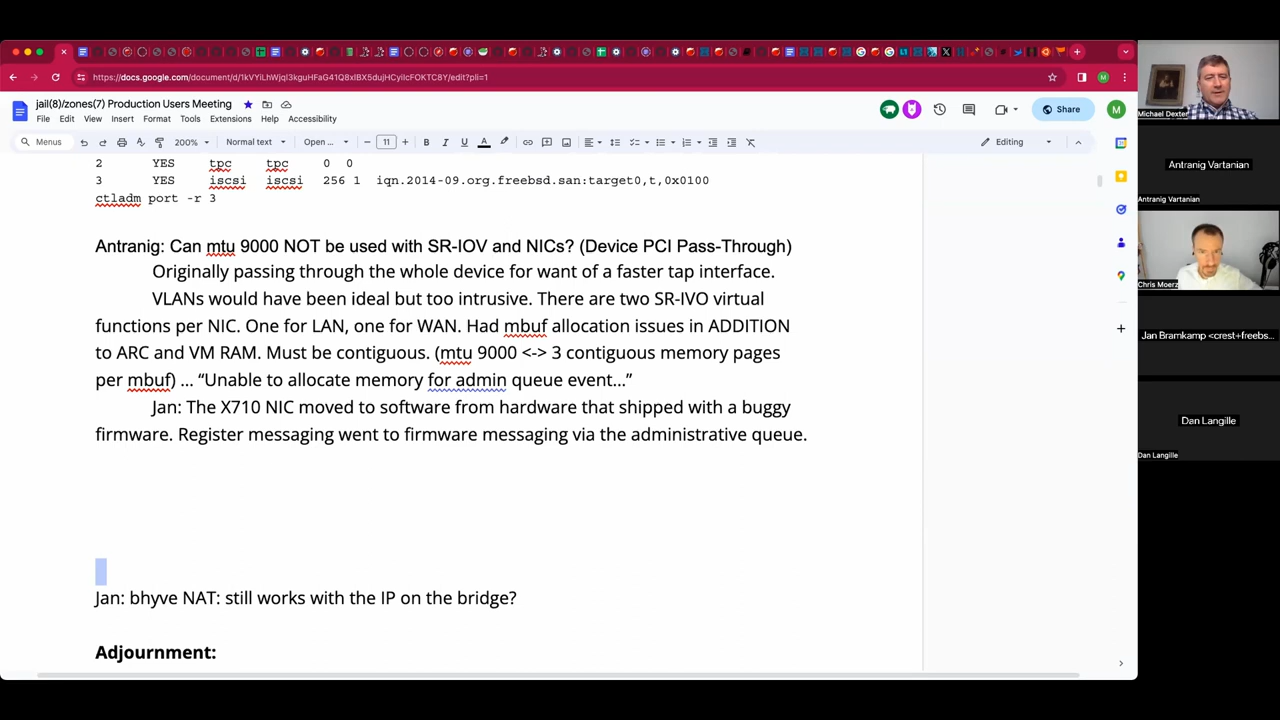 https://docs.google.com/document/d/1kVYiLhWjqI3kguHFaG41Q8xIBX5dujHCyiIcFOKTC8Y/edit?pli=1
jail(8)/zones(7) Production Users Meeting
File Edit View Insert Format Tools Extensions Help Accessibility
Share
M
Menus 200% Normal text Open ... 11 B I U A Editing
2 YES tpc tpc 0 0
3 YES iscsi iscsi 256 1 iqn.2014-09.org.freebsd.san:target0,t,0x0100
ctladm port -r 3
Antranig: Can mtu 9000 NOT be used with SR-IOV and NICs? (Device PCI Pass-Through)
Originally passing through the whole device for want of a faster tap interface.
VLANs would have been ideal but too intrusive. There are two SR-IVO virtual
functions per NIC. One for LAN, one for WAN. Had mbuf allocation issues in ADDITION
to ARC and VM RAM. Must be contiguous. (mtu 9000 <-> 3 contiguous memory pages
per mbuf) ... “Unable to allocate memory for admin queue event...”
Jan: The X710 NIC moved to software from hardware that shipped with a buggy
firmware. Register messaging went to firmware messaging via the administrative queue.
Jan: bhyve NAT: still works with the IP on the bridge?
Adjournment:
Michael Dexter
Antranig Vartanian
Antranig Vartanian
Chris Moerz
Jan Bramkamp <crest+freebs...
Dan Langille
Dan Langille